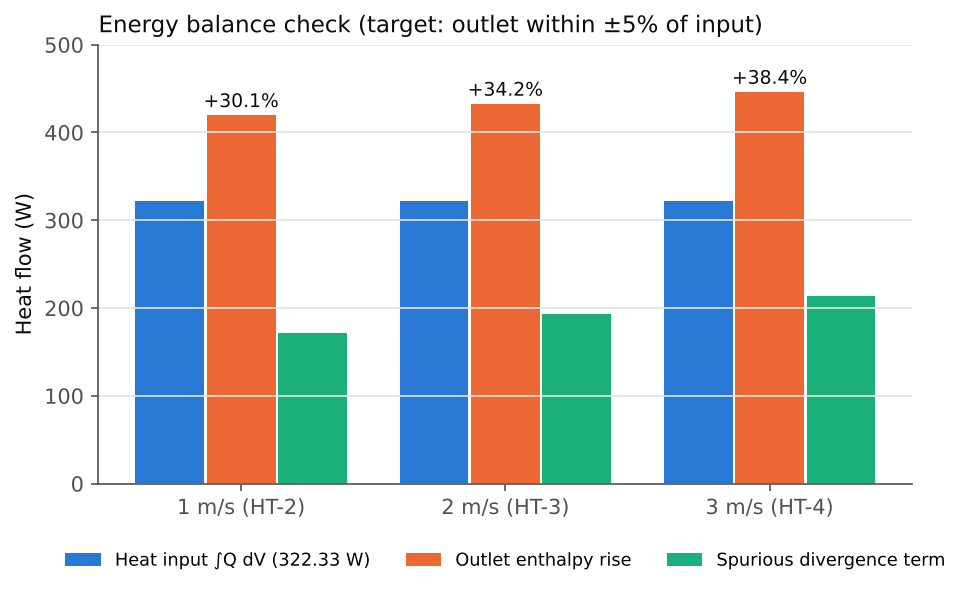 Energy balance check (target: outlet within ±5% of input)
Heat flow (W)
500
400
300
200
100
0
+30.1%
+34.2%
+38.4%
1 m/s (HT-2)
2 m/s (HT-3)
3 m/s (HT-4)
Heat input ∫Q dV (322.33 W)
Outlet enthalpy rise
Spurious divergence term